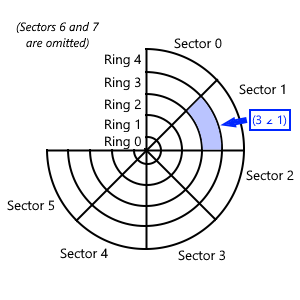 (Sectors 6 and 7
are omitted)
Sector 0
Ring 4
Ring 3
Sector 1
Ring 2
(3 ∠ 1)
Ring 1
Ring 0
Sector 2
Sector 5
Sector 4
Sector 3